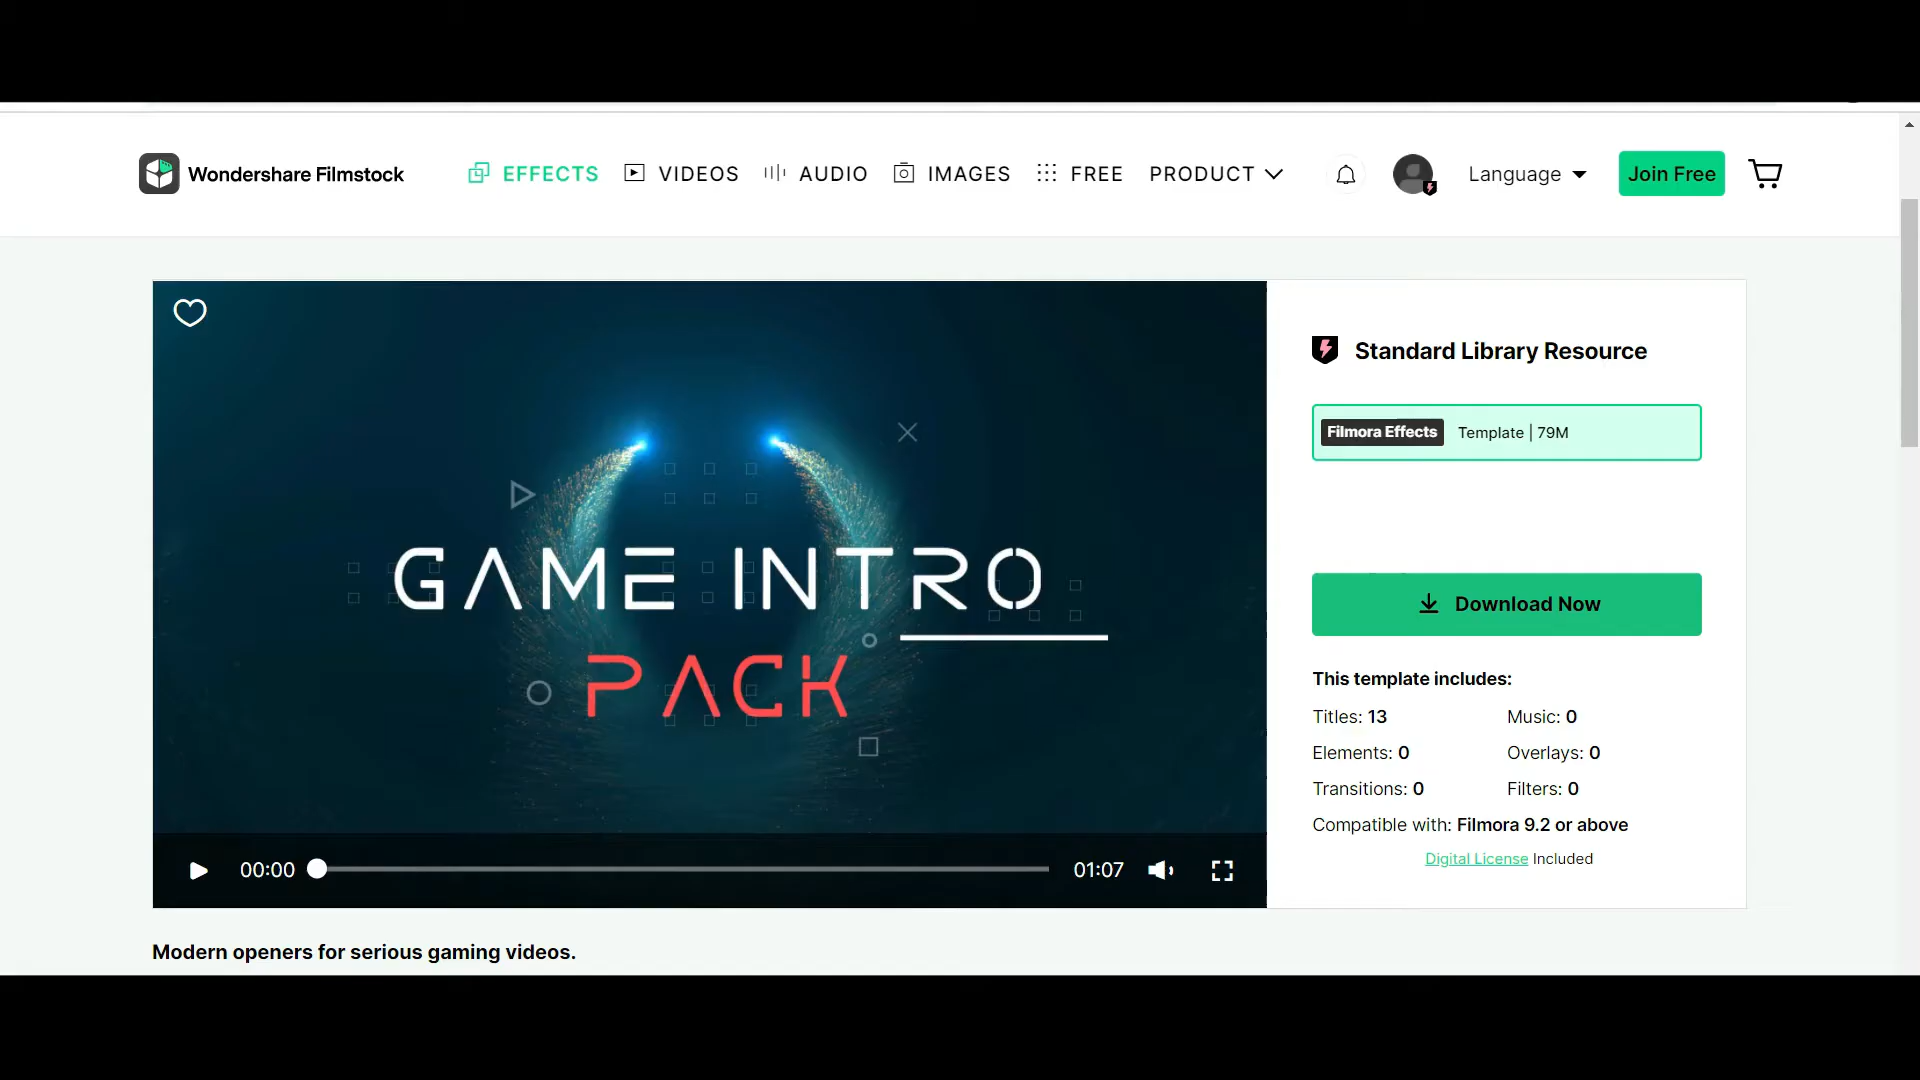 Wondershare Filmstock
EFFECTS
VIDEOS
AUDIO
IMAGES
FREE
PRODUCT
Language
Join Free
GAME INTRO
PACK
00:00
01:07
Standard Library Resource
Filmora Effects Template | 79M
Download Now
This template includes:
Titles: 13 Music: 0
Elements: 0 Overlays: 0
Transitions: 0 Filters: 0
Compatible with: Filmora 9.2 or above
Digital License Included
Modern openers for serious gaming videos.